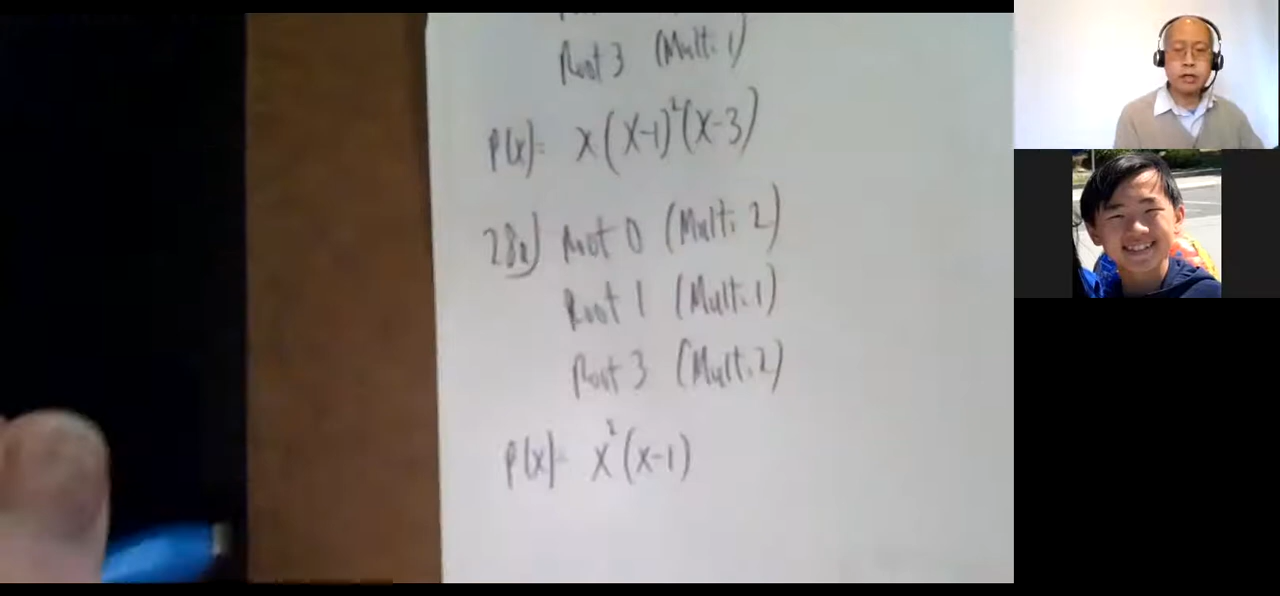 Root 3 (Mult: 1)
P(x)= x(x-1)²(x-3)
28a) Root 0 (Mult: 2)
Root 1 (Mult: 1)
Root 3 (Mult: 2)
P(x)= x²(x-1)